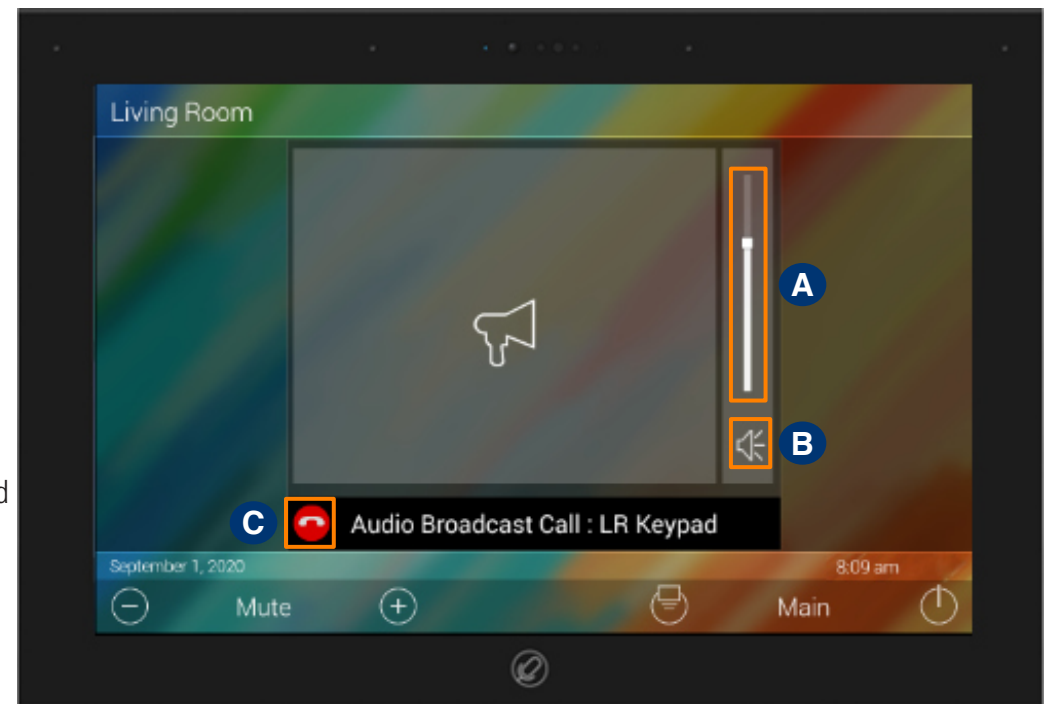 Living Room
A
B
d
C
Audio Broadcast Call : LR Keypad
September 1, 2020
8:09 am
Mute
Main